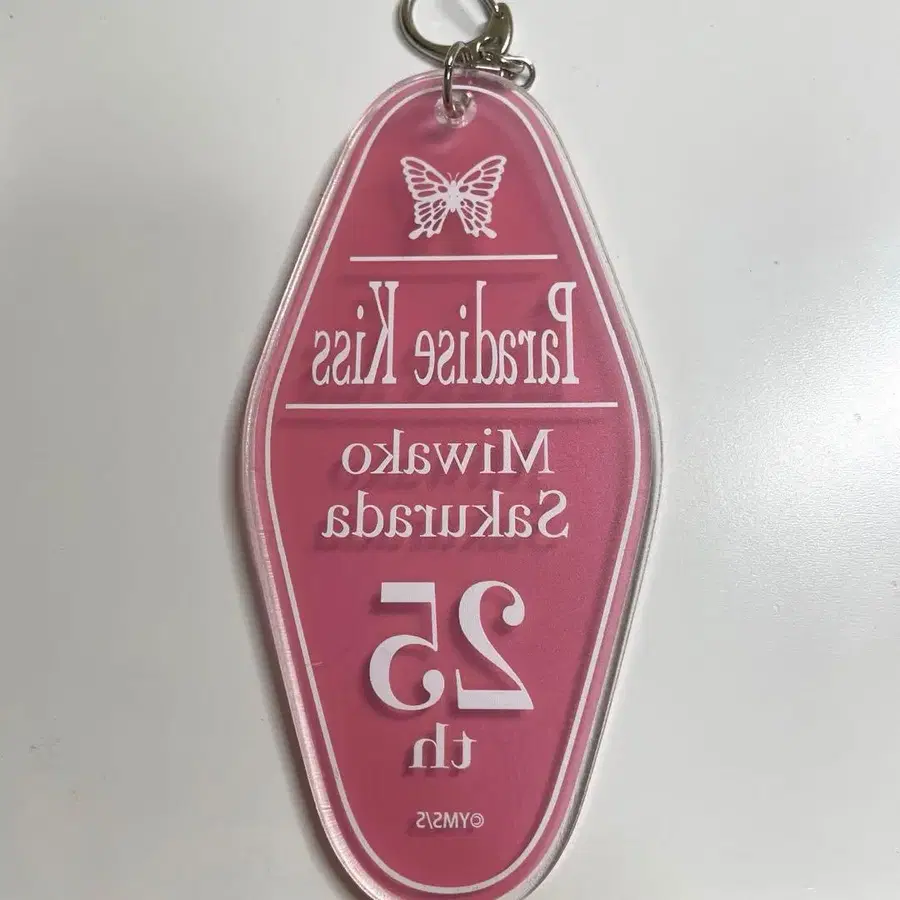 Paradise Kiss
Miwako
Sakurada
25
th
©YMS/S